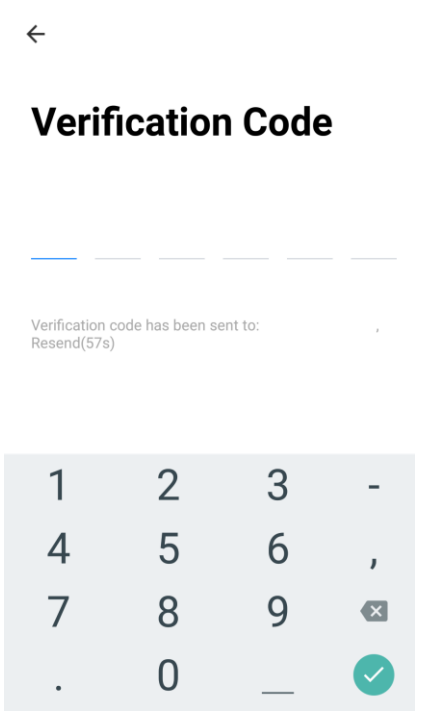 Verification Code
Verification code has been sent to: ,
Resend(57s)
1 2 3 -
4 5 6 ,
7 8 9
. 0 _